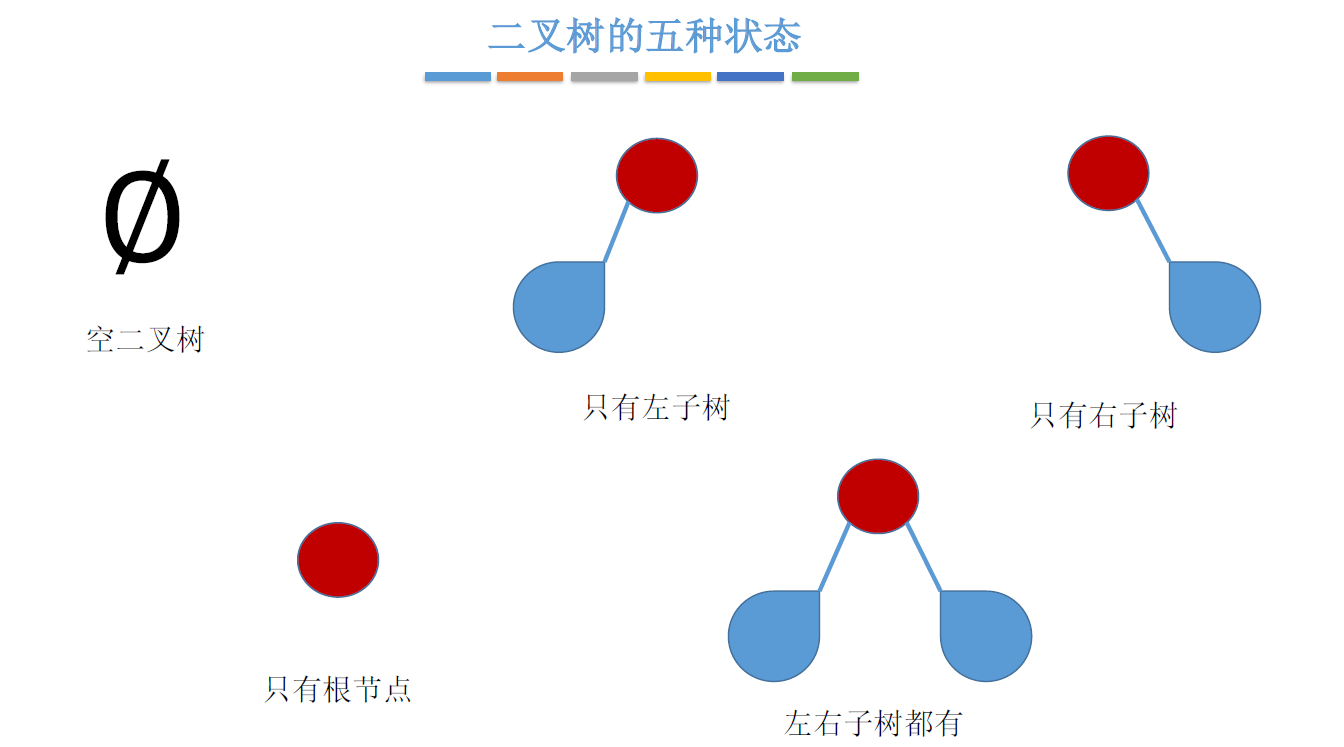 二叉树的五种状态
Ø
空二叉树
只有左子树
只有右子树
只有根节点
左右子树都有